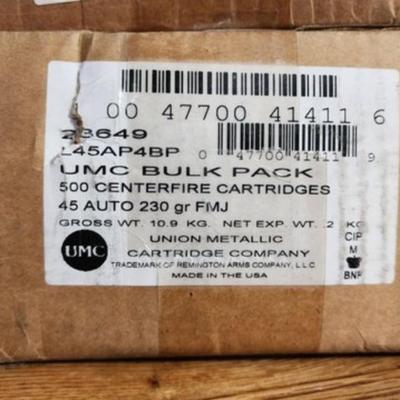 00 47700 41411 6
23649
L45AP4BP 0 47700 41411 9
UMC BULK PACK
500 CENTERFIRE CARTRIDGES
45 AUTO 230 gr FMJ
GROSS WT. 10.9 KG. NET EXP. WT. .2 KG
CIP
UMC
UNION METALLIC
M
CARTRIDGE COMPANY
TRADEMARK OF REMINGTON ARMS COMPANY, L.L.C.
BNP
MADE IN THE USA